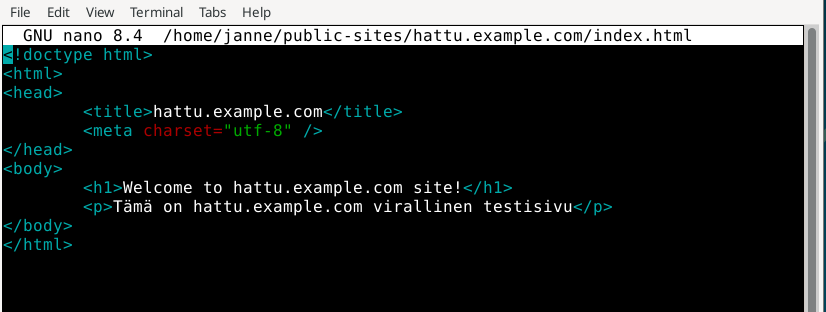 File Edit View Terminal Tabs Help
GNU nano 8.4 /home/janne/public-sites/hattu.example.com/index.html
<!doctype html>
<html>
<head>
<title>hattu.example.com</title>
<meta charset="utf-8" />
</head>
<body>
<h1>Welcome to hattu.example.com site!</h1>
<p>Tämä on hattu.example.com virallinen testisivu</p>
</body>
</html>